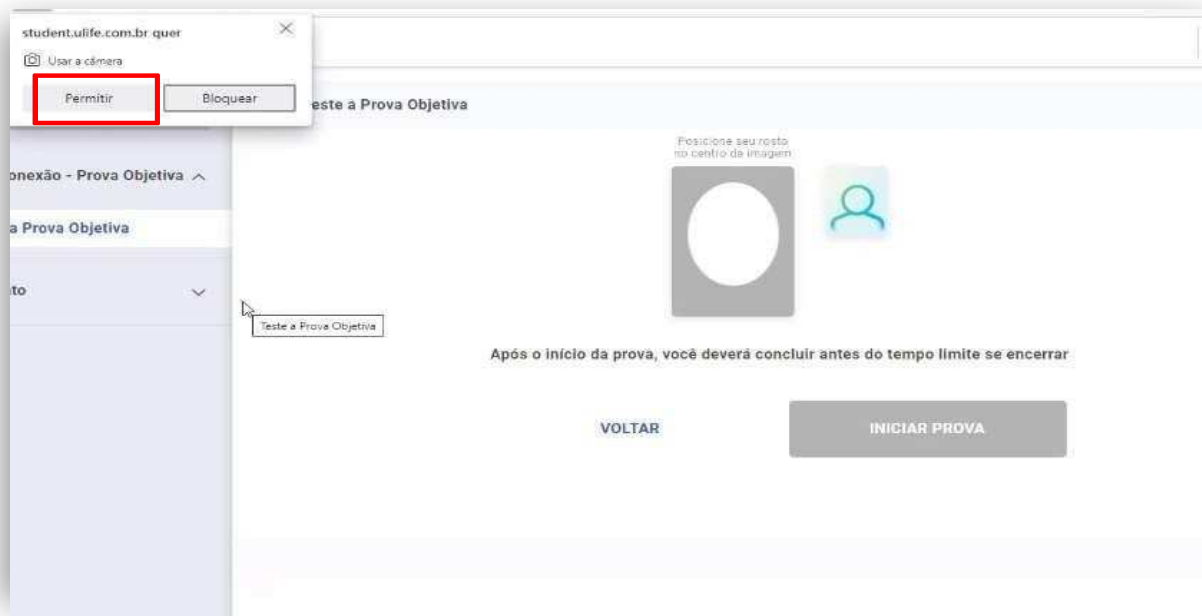 student.ulife.com.br quer
Usar a câmera
Permitir Bloquear
este a Prova Objetiva
Posicione seu rosto
no centro da imagem
onexão - Prova Objetiva
a Prova Objetiva
to
Teste a Prova Objetiva
Após o início da prova, você deverá concluir antes do tempo limite se encerrar
VOLTAR INICIAR PROVA